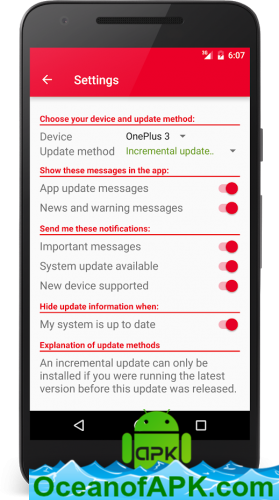 3G 6:07
Settings
Choose your device and update method:
Device OnePlus 3
Update method Incremental update..
Show these messages in the app:
App update messages
News and warning messages
Send me these notifications:
Important messages
System update available
New device supported
Hide update information when:
My system is up to date
Explanation of update methods
An incremental update can only be
installed if you were running the latest
version before this update was released.
apk
OceanofAPK.com